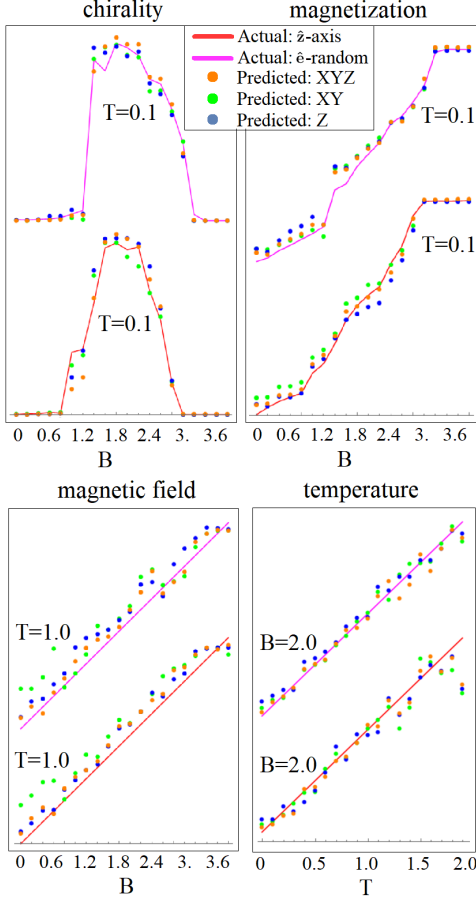 chirality
magnetization
Actual: ẑ-axis
Actual: ê-random
Predicted: XYZ
Predicted: XY
Predicted: Z
T=0.1
T=0.1
T=0.1
T=0.1
0 0.6 1.2 1.8 2.4 3. 3.6
B
0 0.6 1.2 1.8 2.4 3. 3.6
B
magnetic field
temperature
T=1.0
T=1.0
B=2.0
B=2.0
0 0.6 1.2 1.8 2.4 3. 3.6
B
0 0.5 1.0 1.5 2.0
T